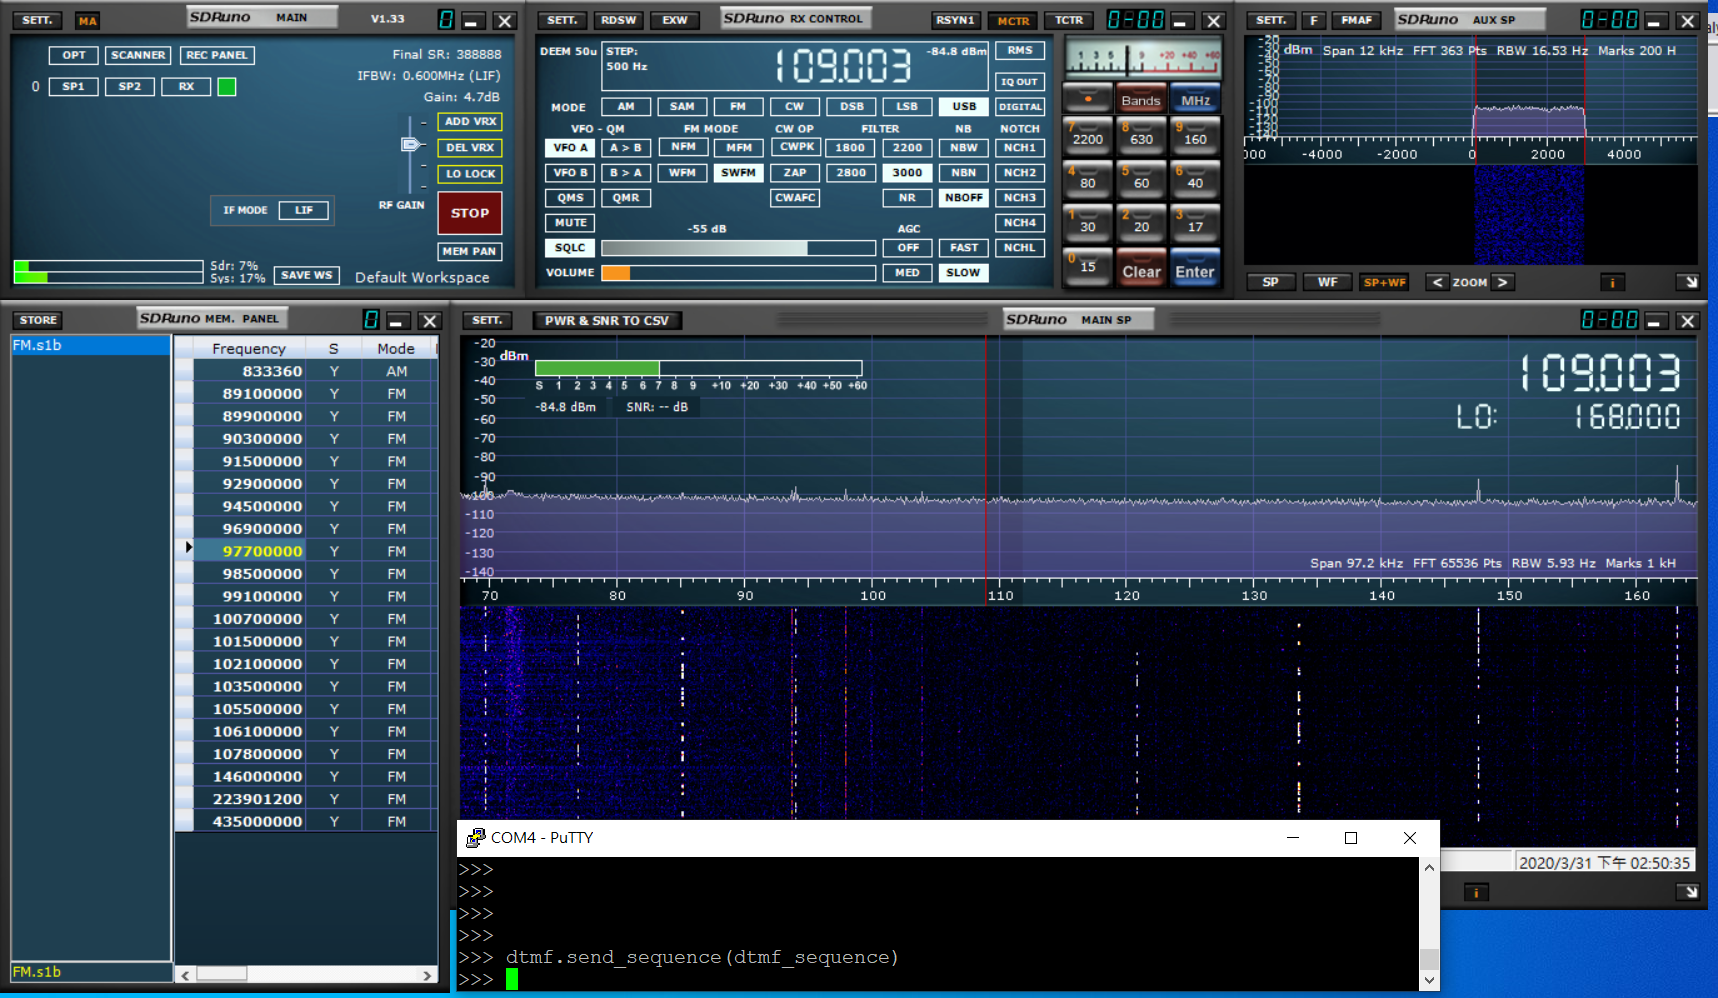 SETT. MA SDRuno MAIN V1.33 0
OPT SCANNER REC PANEL Final SR: 388888
IFBW: 0.600MHz (LIF)
0 SP1 SP2 RX Gain: 4.7dB
ADD VRX
DEL VRX
LO LOCK
IF MODE LIF RF GAIN STOP
MEM PAN
Sdr: 7%
Sys: 17% SAVE WS Default Workspace
SETT. RDSW EXW SDRuno RX CONTROL RSYN1 MCTR TCTR 0-00
DEEM 50u STEP: 109.003 -84.8 dBm RMS
500 Hz
IQ OUT
MODE AM SAM FM CW DSB LSB USB DIGITAL
VFO - QM FM MODE CW OP FILTER NB NOTCH
VFO A A > B NFM MFM CWPK 1800 2200 NBW NCH1
VFO B B > A WFM SWFM ZAP 2800 3000 NBN NCH2
QMS QMR CWAFC NR NBOFF NCH3
MUTE NCH4
-55 dB AGC
SQLC OFF FAST NCHL
VOLUME MED SLOW
1 3 5 9 +20 +40 +60
Bands MHz
7 2200 8 630 9 160
4 80 5 60 6 40
1 30 2 20 3 17
0 15 Clear Enter
SETT. F FMAF SDRuno AUX SP 0-00
-20
-30 dBm Span 12 kHz FFT 363 Pts RBW 16.53 Hz Marks 200 H
-40
-50
-60
-70
-80
-90
-100
-4000 -2000 0 2000 4000
SP WF SP+WF < ZOOM > i
STORE SDRuno MEM. PANEL 0
FM.s1b
Frequency S Mode
833360 Y AM
89100000 Y FM
89900000 Y FM
90300000 Y FM
91500000 Y FM
92900000 Y FM
94500000 Y FM
96900000 Y FM
97700000 Y FM
98500000 Y FM
99100000 Y FM
100700000 Y FM
101500000 Y FM
102100000 Y FM
103500000 Y FM
105500000 Y FM
106100000 Y FM
107800000 Y FM
146000000 Y FM
223901200 Y FM
435000000 Y FM
FM.s1b
SETT. PWR & SNR TO CSV SDRuno MAIN SP 0-00
-20
-30 dBm
-40
-50
-60
-70
-80
-90
-100
-110
-120
-130
-140
S 1 2 3 4 5 6 7 8 9 +10 +20 +30 +40 +50 +60
-84.8 dBm SNR: -- dB
109.003
LO: 168.000
Span 97.2 kHz FFT 65536 Pts RBW 5.93 Hz Marks 1 kH
70 80 90 100 110 120 130 140 150 160
2020/3/31 下午 02:50:35
i
COM4 - PuTTY
>>>
>>>
>>>
>>>
>>> dtmf.send_sequence(dtmf_sequence)
>>>